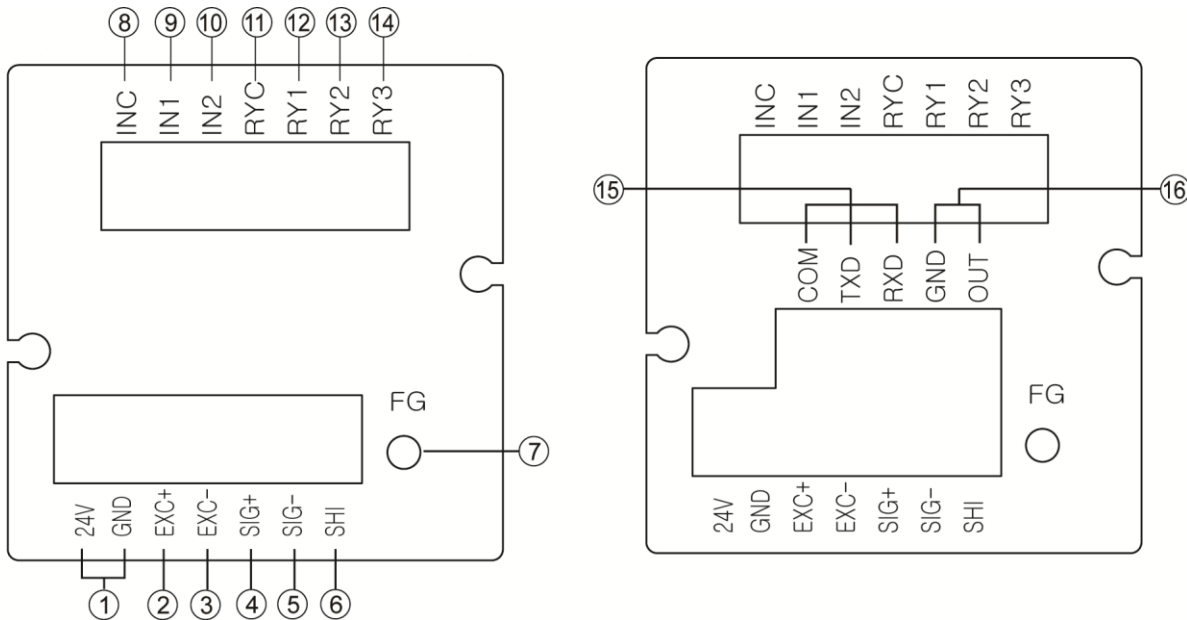 ⑧ ⑨ ⑩ ⑪ ⑫ ⑬ ⑭
INC IN1 IN2 RYC RY1 RY2 RY3
FG
⑦
24V GND EXC+ EXC- SIG+ SIG- SHI
① ② ③ ④ ⑤ ⑥
INC IN1 IN2 RYC RY1 RY2 RY3
⑮ ⑯
COM TXD RXD GND OUT
FG
24V GND EXC+ EXC- SIG+ SIG- SHI